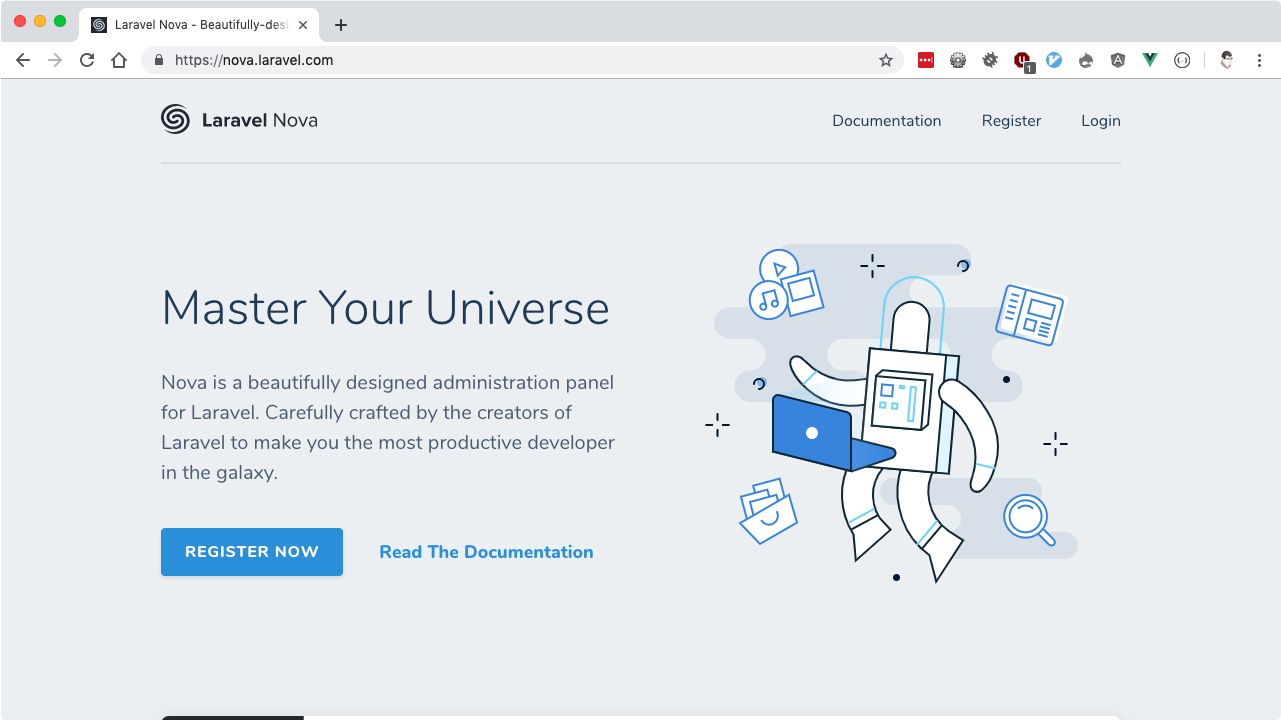 Laravel Nova - Beautifully-desi
https://nova.laravel.com
1
Laravel Nova
Documentation Register Login
Master Your Universe
Nova is a beautifully designed administration panel
for Laravel. Carefully crafted by the creators of
Laravel to make you the most productive developer
in the galaxy.
REGISTER NOW Read The Documentation